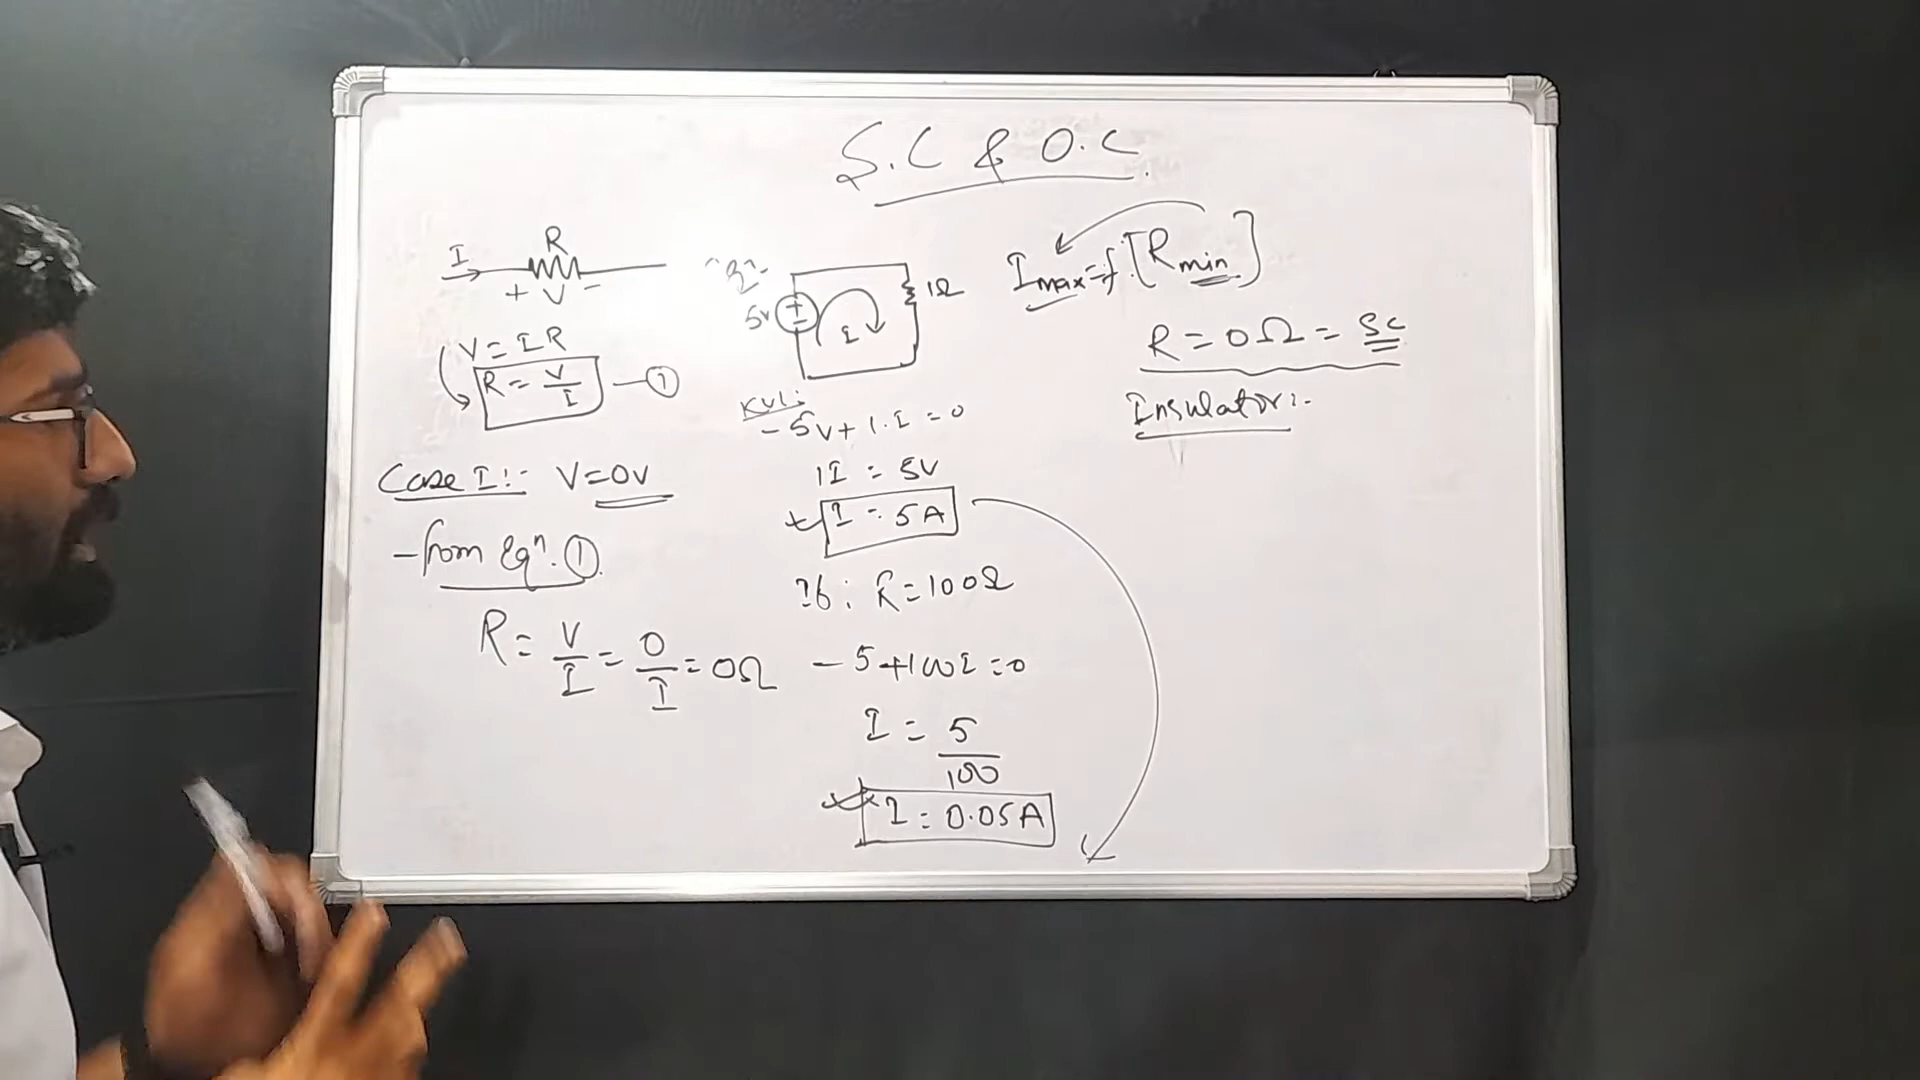 S.C & O.C
I
R
+ V -
V = IR
R = V/I — ①
Case I :- V = 0V
- from Eqn. ①
R = V/I = 0/I = 0Ω
5V
+
-
I
1Ω
KVL:
- 5V + 1.I = 0
1I = 5V
I = 5A
If : R = 100Ω
- 5 + 100I = 0
I = 5/100
I = 0.05A
Imax = f [Rmin]
R = 0Ω = SC
Insulator:-